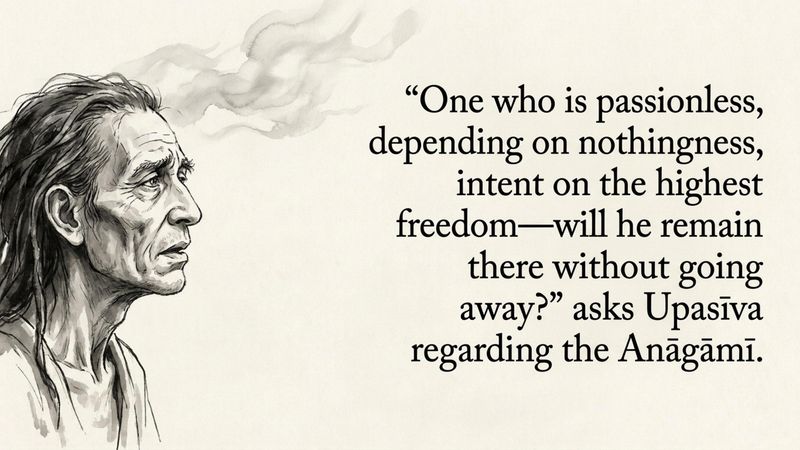 “One who is passionless,
depending on nothingness,
intent on the highest
freedom—will he remain
there without going
away?” asks Upasīva
regarding the Anāgāmī.